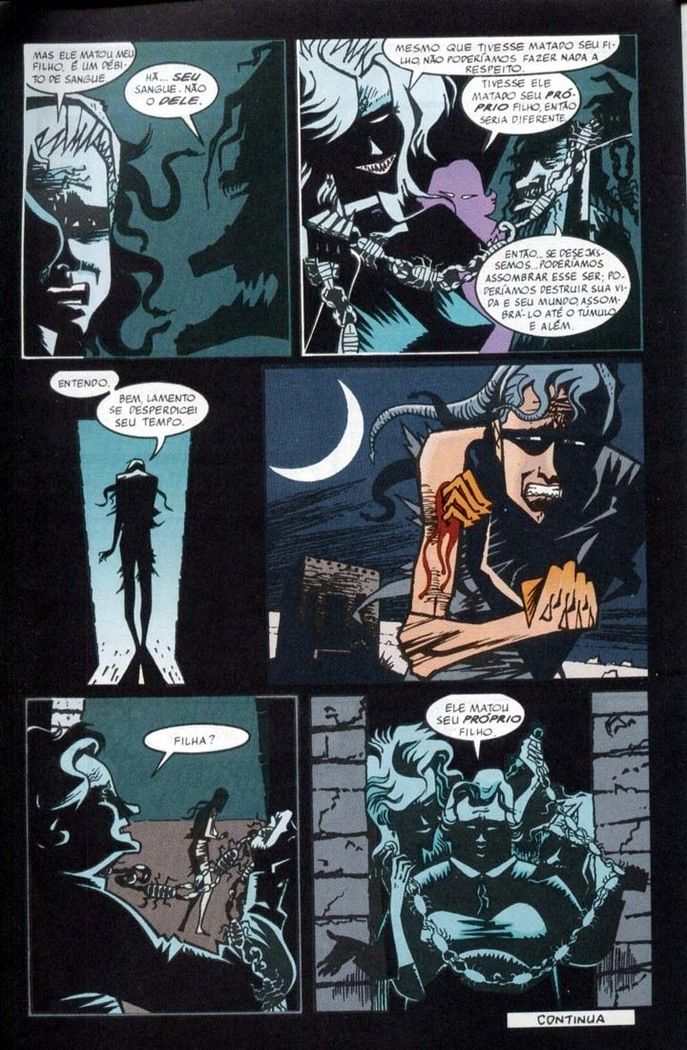 MAS ELE MATOU MEU
FILHO, É UM DÉBI-
TO DE SANGUE
HÃ... SEU
SANGUE. NÃO
O DELE.
MESMO QUE TIVESSE MATADO SEU FI-
LHO, NÃO PODERÍAMOS FAZER NADA A
RESPEITO.
TIVESSE ELE
MATADO SEU PRÓ-
PRIO FILHO, ENTÃO
SERIA DIFERENTE.
ENTÃO... SE DESEJÁS-
SEMOS... PODERÍAMOS
ASSOMBRAR ESSE SER; PO-
DERÍAMOS DESTRUIR SUA VI-
DA E SEU MUNDO, ASSOM-
BRÁ-LO ATÉ O TÚMULO
E ALÉM.
ENTENDO.
BEM, LAMENTO
SE DESPERDICEI
SEU TEMPO.
FILHA?
ELE MATOU
SEU PRÓPRIO
FILHO.
CONTINUA